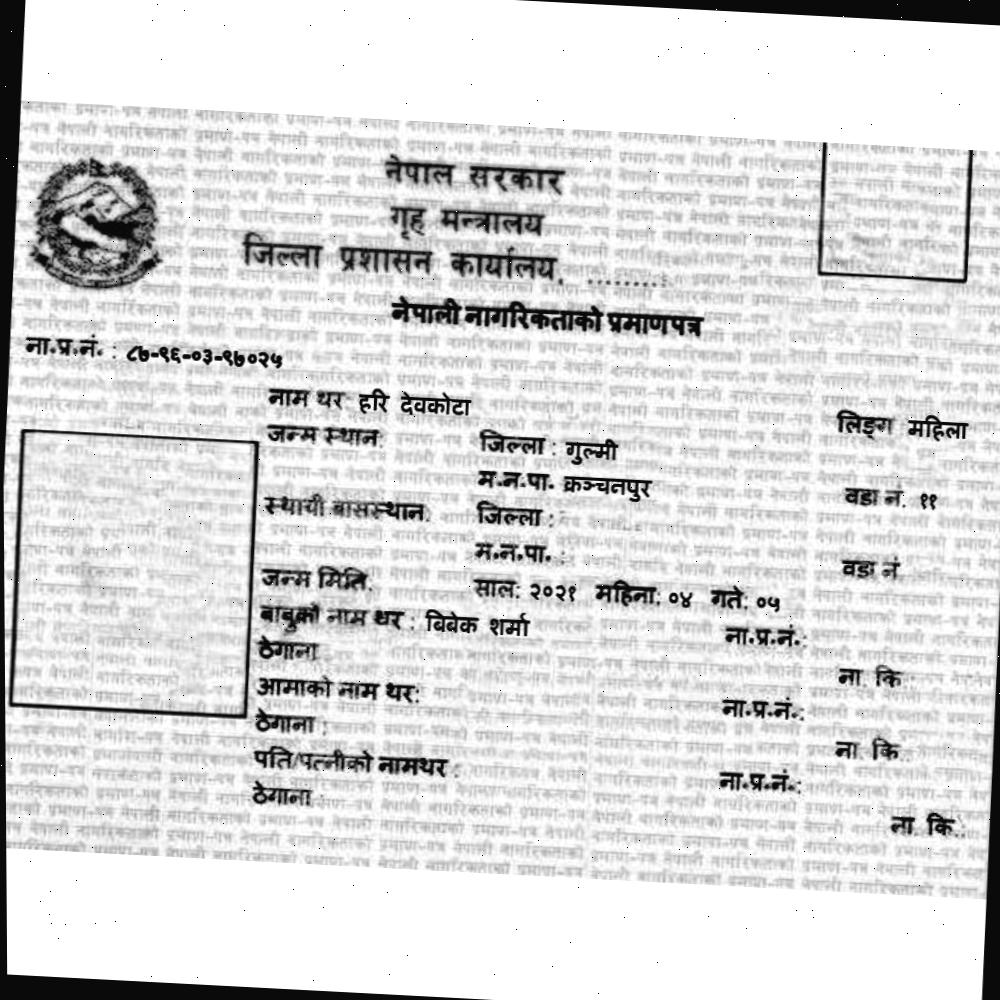 नेपाल सरकार
गृह मन्त्रालय
जिल्ला प्रशासन कार्यालय, .........
नेपाली नागरिकताको प्रमाणपत्र
ना.प्र.नं. : ८७-९६-०३-९७०२५
नाम थर हरि देवकोटा लिङ्ग महिला
जन्म स्थान: जिल्ला : गुल्मी
म.न.पा. क्रञ्चनपुर वडा नं. ११
स्थायी बासस्थान: जिल्ला :
म.न.पा. : वडा नं
जन्म मिति: साल: २०२१ महिना: ०४ गते: ०५
बाबुको नाम थर : बिबेक शर्मा ना.प्र.नं.:
ठेगाना ना. कि.:
आमाको नाम थर: ना.प्र.नं.:
ठेगाना : ना. कि.
पति/पत्नीको नामथर : ना.प्र.नं.:
ठेगाना ना. कि.: